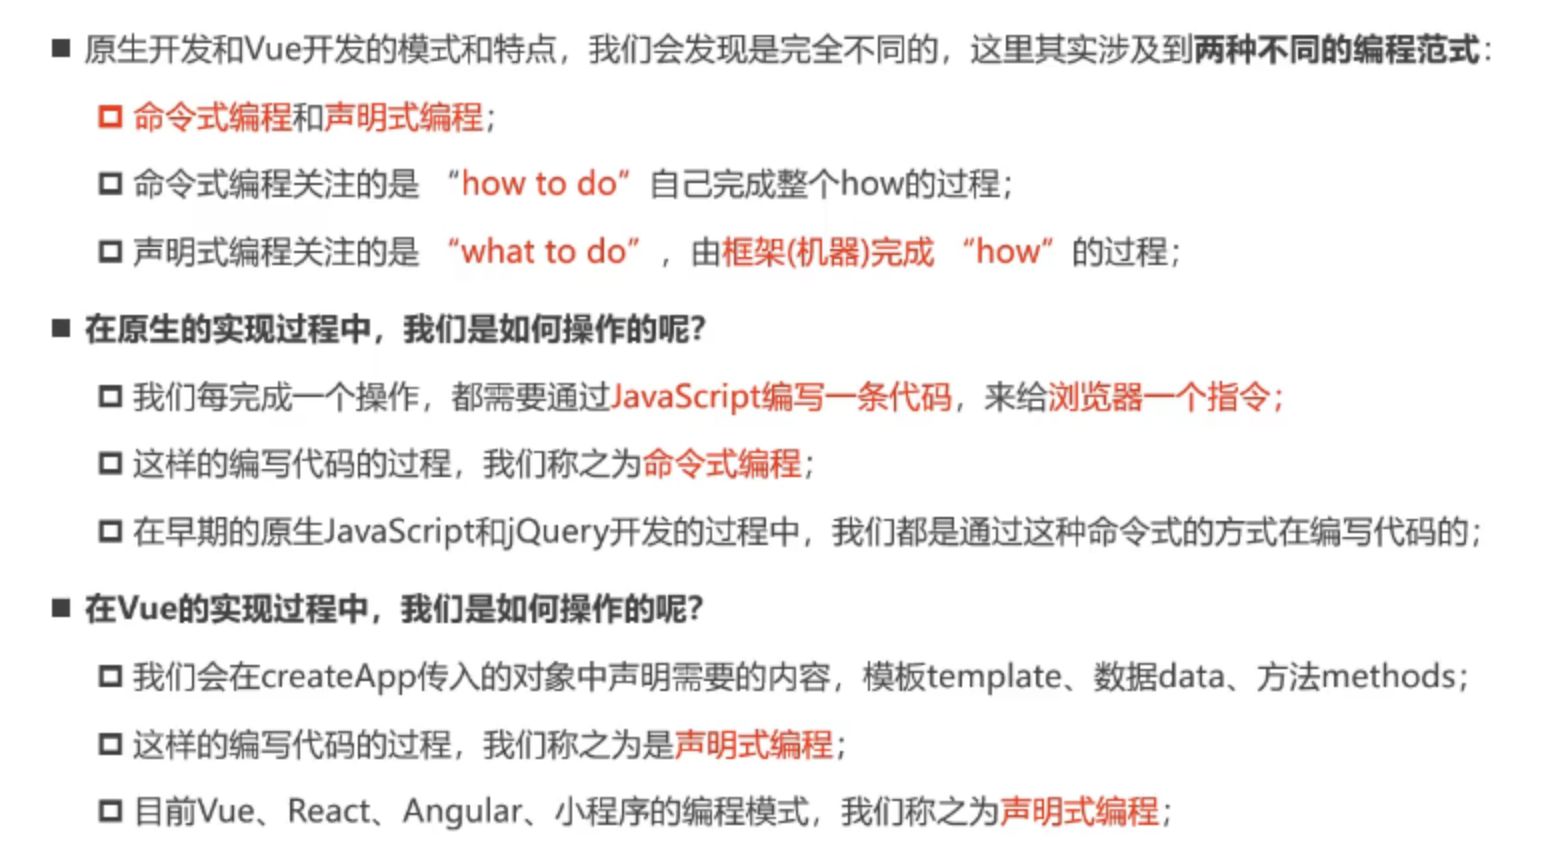 原生开发和Vue开发的模式和特点，我们会发现是完全不同的，这里其实涉及到两种不同的编程范式：
命令式编程和声明式编程；
命令式编程关注的是 “how to do” 自己完成整个how的过程；
声明式编程关注的是 “what to do” ，由框架(机器)完成 “how” 的过程；
在原生的实现过程中，我们是如何操作的呢？
我们每完成一个操作，都需要通过JavaScript编写一条代码，来给浏览器一个指令；
这样的编写代码的过程，我们称之为命令式编程；
在早期的原生JavaScript和jQuery开发的过程中，我们都是通过这种命令式的方式在编写代码的；
在Vue的实现过程中，我们是如何操作的呢？
我们会在createApp传入的对象中声明需要的内容，模板template、数据data、方法methods；
这样的编写代码的过程，我们称之为是声明式编程；
目前Vue、React、Angular、小程序的编程模式，我们称之为声明式编程；